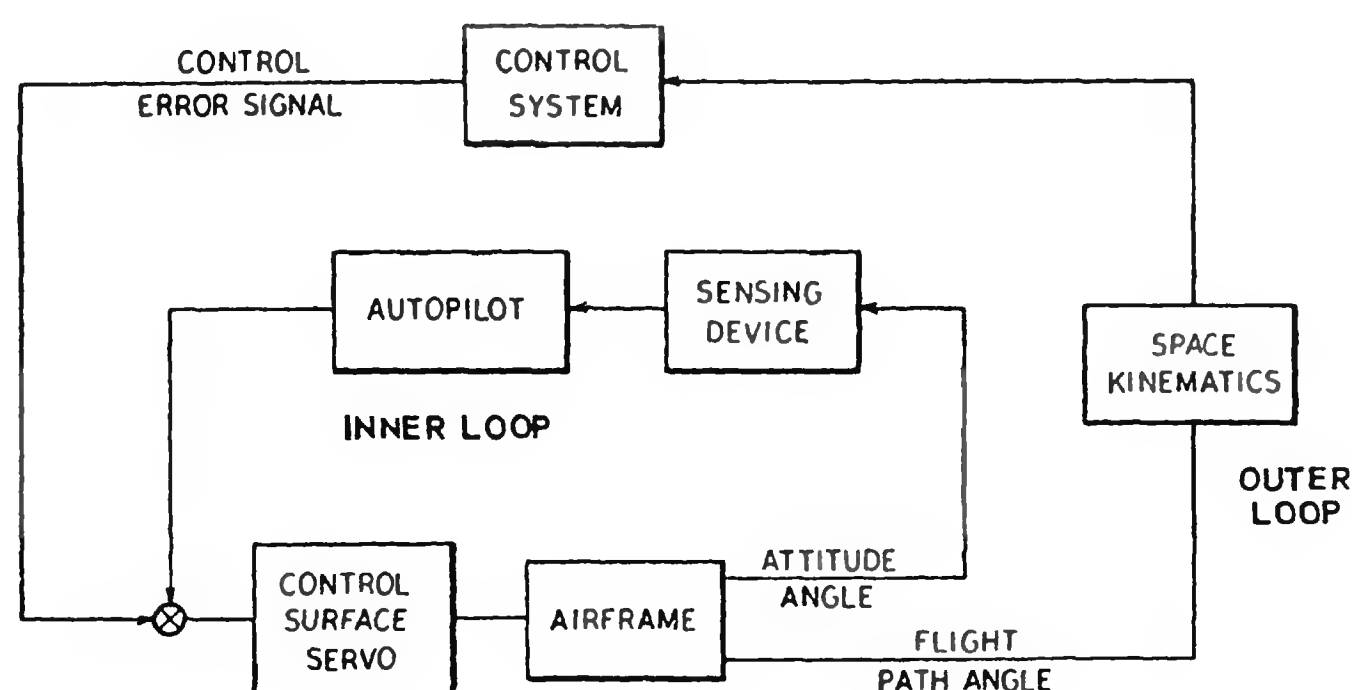 CONTROL
ERROR SIGNAL
CONTROL
SYSTEM
AUTOPILOT
SENSING
DEVICE
SPACE
KINEMATICS
INNER LOOP
OUTER
LOOP
CONTROL
SURFACE
SERVO
AIRFRAME
ATTITUDE
ANGLE
FLIGHT
PATH ANGLE